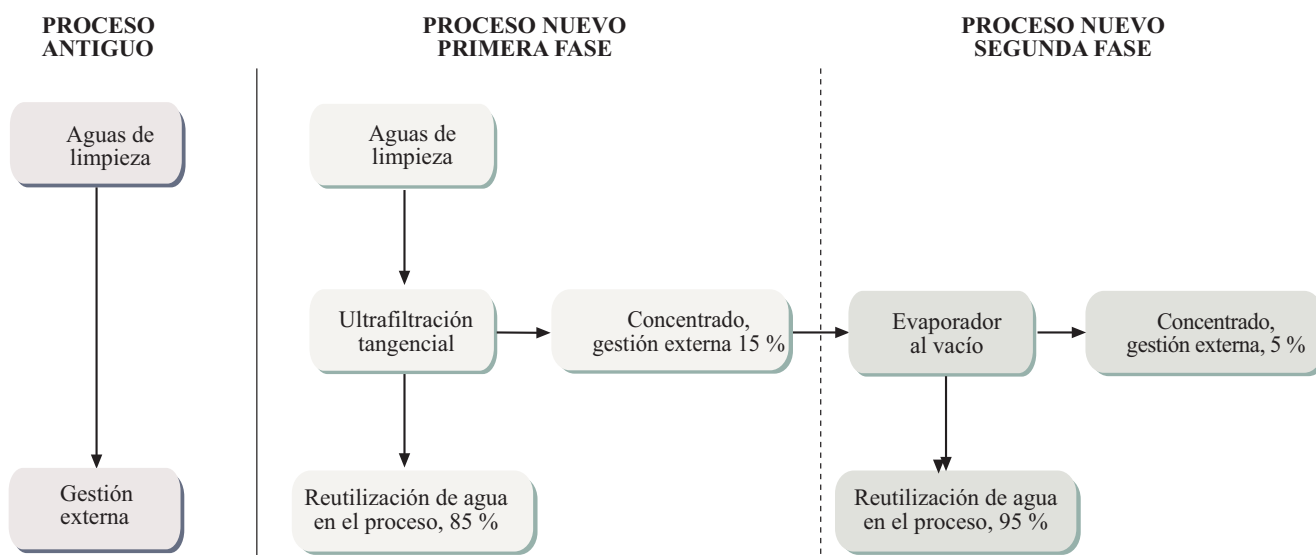 PROCESO
ANTIGUO
Aguas de
limpieza
Gestión
externa
PROCESO NUEVO
PRIMERA FASE
Aguas de
limpieza
Ultrafiltración
tangencial
Concentrado,
gestión externa 15 %
Reutilización de agua
en el proceso, 85 %
PROCESO NUEVO
SEGUNDA FASE
Evaporador
al vacío
Concentrado,
gestión externa, 5 %
Reutilización de agua
en el proceso, 95 %